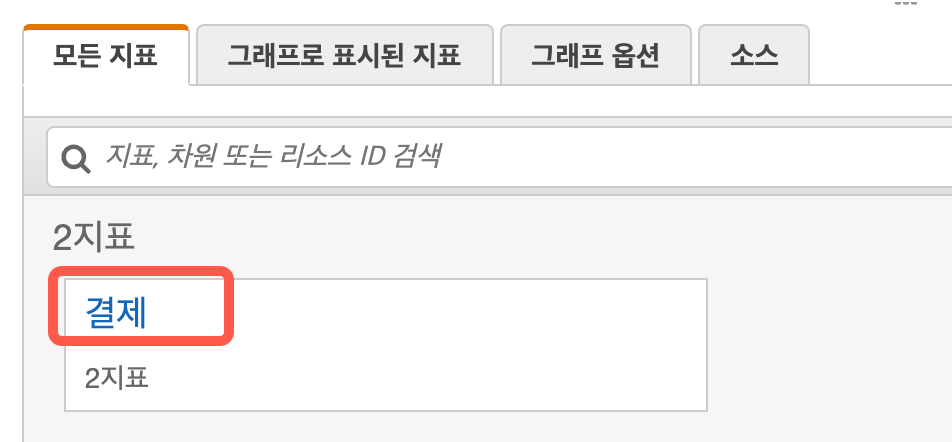 모든 지표 그래프로 표시된 지표 그래프 옵션 소스
지표, 차원 또는 리소스 ID 검색
2지표
결제
2지표